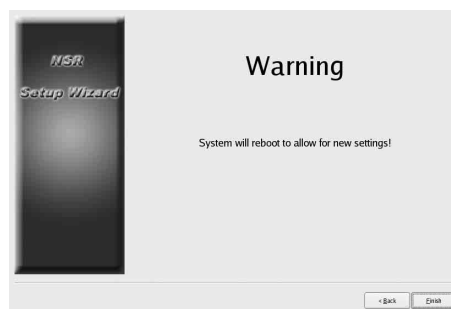 NSR
Setup Wizard
Warning
System will reboot to allow for new settings!
< Back
Finish